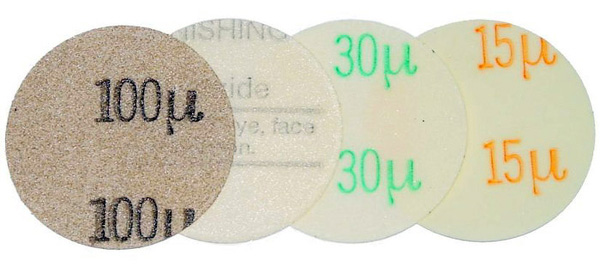 100µ
100µ
ISHING
ide
ye, face
n.
30µ
30µ
15µ
15µ